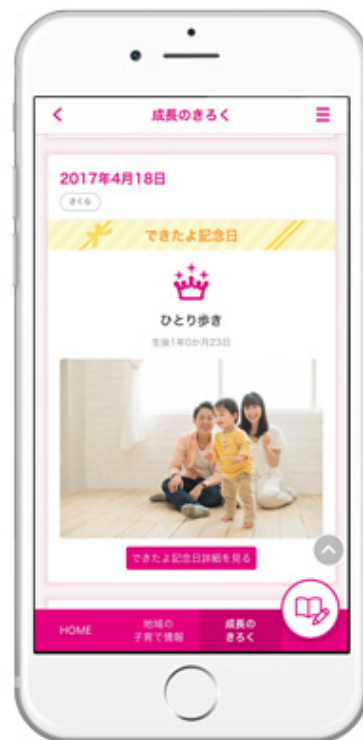 成長のきろく
2017年4月18日
さくら
できたよ記念日
ひとり歩き
生後1年0か月23日
できたよ記念日詳細を見る
HOME
地域の
子育て情報
成長の
きろく